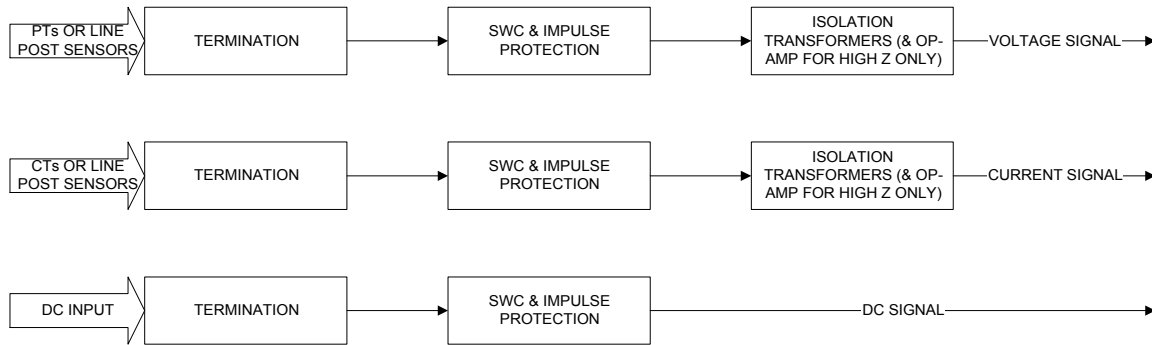 PTs OR LINE
POST SENSORS
TERMINATION
SWC & IMPULSE
PROTECTION
ISOLATION
TRANSFORMERS (& OP-
AMP FOR HIGH Z ONLY)
VOLTAGE SIGNAL
CTs OR LINE
POST SENSORS
TERMINATION
SWC & IMPULSE
PROTECTION
ISOLATION
TRANSFORMERS (& OP-
AMP FOR HIGH Z ONLY)
CURRENT SIGNAL
DC INPUT
TERMINATION
SWC & IMPULSE
PROTECTION
DC SIGNAL